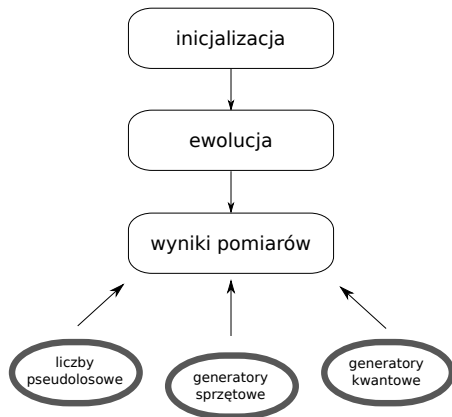 inicjalizacja
ewolucja
wyniki pomiarów
liczby
pseudolosowe
generatory
sprzętowe
generatory
kwantowe